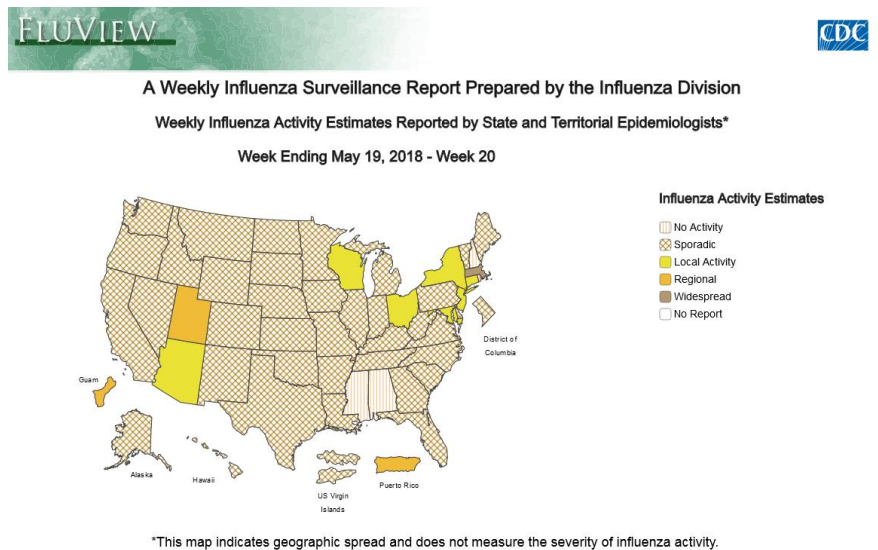 FLUVIEW
CDC
A Weekly Influenza Surveillance Report Prepared by the Influenza Division
Weekly Influenza Activity Estimates Reported by State and Territorial Epidemiologists*
Week Ending May 19, 2018 - Week 20
Influenza Activity Estimates
No Activity
Sporadic
Local Activity
Regional
Widespread
No Report
District of
Columbia
Guam
Alaska
Hawaii
US Virgin
Islands
Puerto Rico
*This map indicates geographic spread and does not measure the severity of influenza activity.